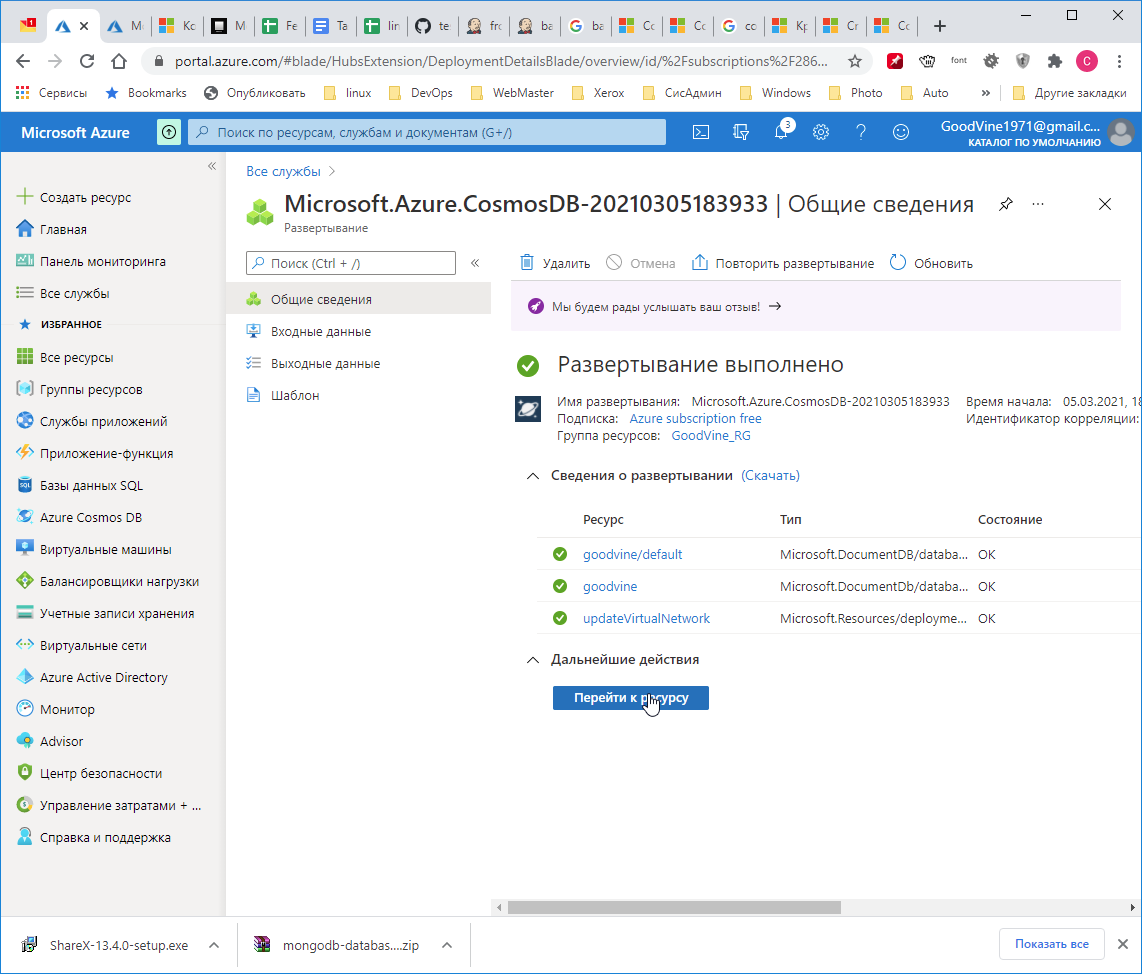 1
M
Кс
M
Fe
Ta
lir
te
frc
ba
ba
Cc
Cc
cc
Кр
Cr
Cc
portal.azure.com/#blade/HubsExtension/DeploymentDetailsBlade/overview/id/%2Fsubscriptions%2F286...
font
C
Сервисы
Bookmarks
Опубликовать
linux
DevOps
WebMaster
Xerox
СисАдмин
Windows
Photo
Auto
»
Другие закладки
Microsoft Azure
Поиск по ресурсам, службам и документам (G+/)
3
GoodVine1971@gmail.c...
КАТАЛОГ ПО УМОЛЧАНИЮ
«
Создать ресурс
Главная
Панель мониторинга
Все службы
ИЗБРАННОЕ
Все ресурсы
Группы ресурсов
Службы приложений
Приложение-функция
Базы данных SQL
Azure Cosmos DB
Виртуальные машины
Балансировщики нагрузки
Учетные записи хранения
Виртуальные сети
Azure Active Directory
Монитор
Advisor
Центр безопасности
Управление затратами + ...
Справка и поддержка
Все службы
Microsoft.Azure.CosmosDB-20210305183933 | Общие сведения
Развертывание
Поиск (Ctrl + /)
«
Общие сведения
Входные данные
Выходные данные
Шаблон
Удалить
Отмена
Повторить развертывание
Обновить
Мы будем рады услышать ваш отзыв!
Развертывание выполнено
Имя развертывания: Microsoft.Azure.CosmosDB-20210305183933
Подписка: Azure subscription free
Группа ресурсов: GoodVine_RG
Время начала: 05.03.2021, 18
Идентификатор корреляции:
Сведения о развертывании (Скачать)
Ресурс Тип Состояние
goodvine/default Microsoft.DocumentDB/databa... OK
goodvine Microsoft.DocumentDb/databa... OK
updateVirtualNetwork Microsoft.Resources/deployme... OK
Дальнейшие действия
Перейти к ресурсу
ShareX-13.4.0-setup.exe
mongodb-databas....zip
Показать все